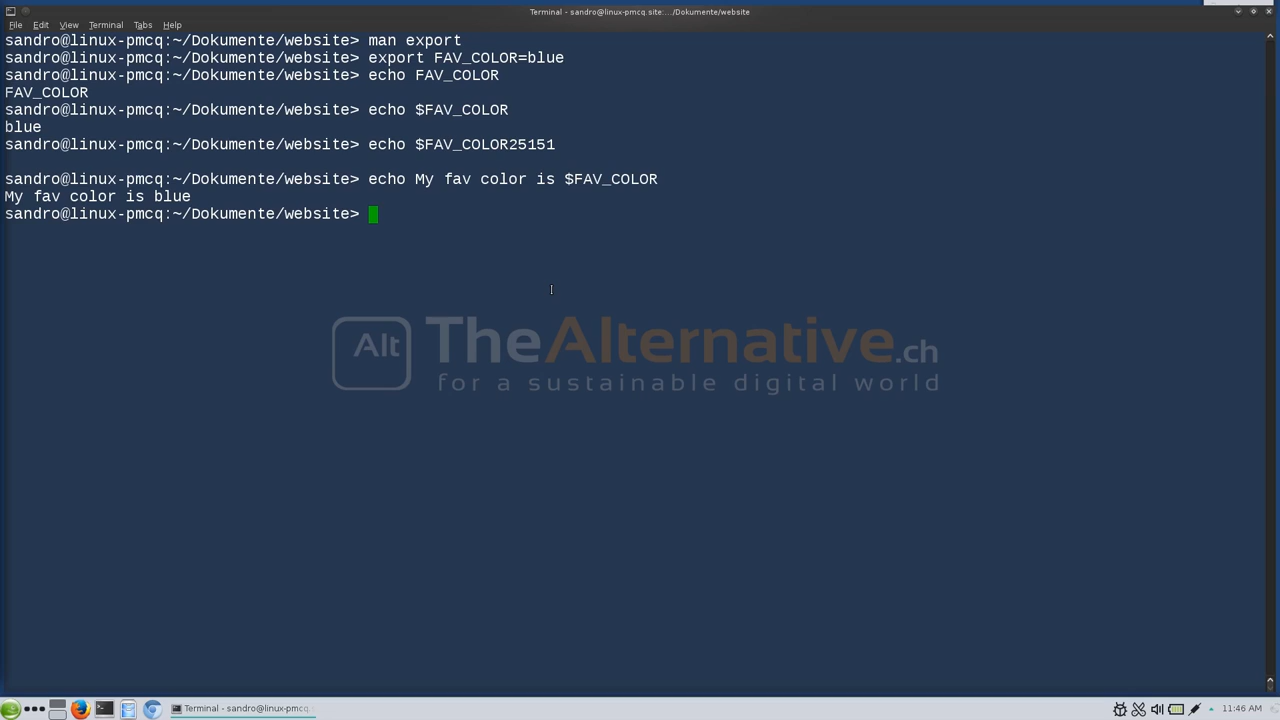 Terminal - sandro@linux-pmcq.site:.../Dokumente/website
File Edit View Terminal Tabs Help
sandro@linux-pmcq:~/Dokumente/website> man export
sandro@linux-pmcq:~/Dokumente/website> export FAV_COLOR=blue
sandro@linux-pmcq:~/Dokumente/website> echo FAV_COLOR
FAV_COLOR
sandro@linux-pmcq:~/Dokumente/website> echo $FAV_COLOR
blue
sandro@linux-pmcq:~/Dokumente/website> echo $FAV_COLOR25151
sandro@linux-pmcq:~/Dokumente/website> echo My fav color is $FAV_COLOR
My fav color is blue
sandro@linux-pmcq:~/Dokumente/website>
Alt TheAlternative.ch
for a sustainable digital world
Terminal - sandro@linux-pmcq.
11:46 AM